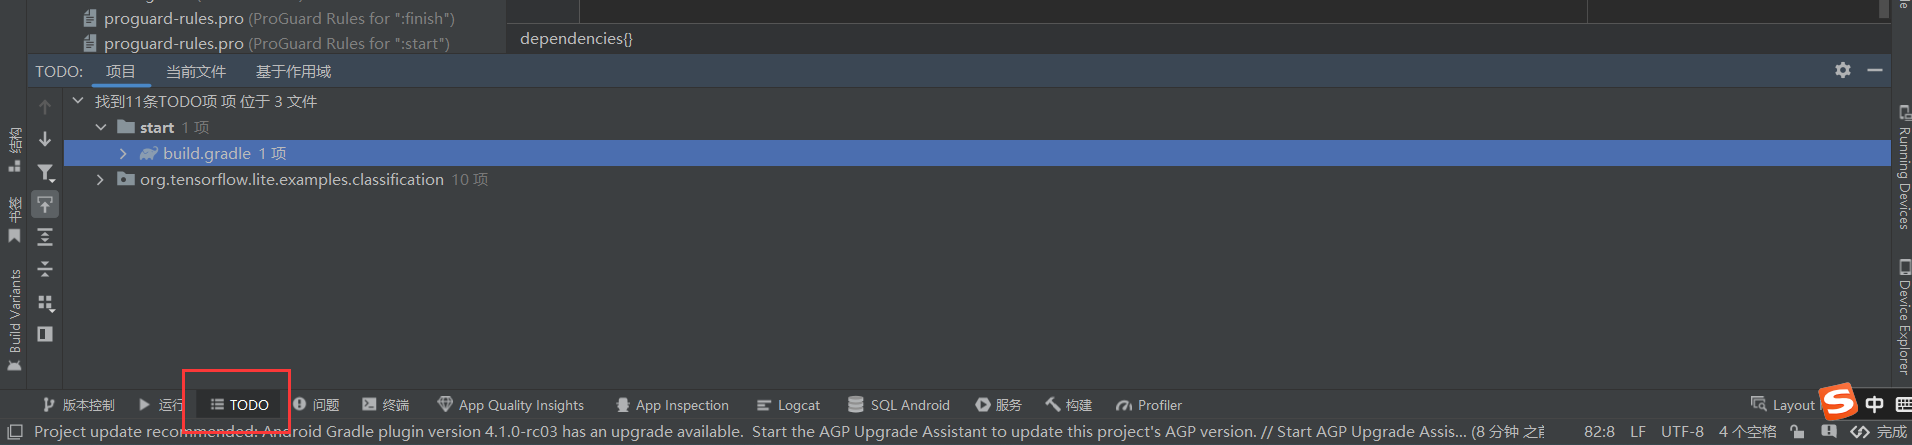 proguard-rules.pro (ProGuard Rules for ":finish")
proguard-rules.pro (ProGuard Rules for ":start")
dependencies{}
TODO: 项目 当前文件 基于作用域
找到11条TODO项 项 位于 3 文件
start 1 项
build.gradle 1 项
org.tensorflow.lite.examples.classification 10 项
结构
书签
Build Variants
Running Devices
Device Explorer
版本控制 运行 TODO 问题 终端 App Quality Insights App Inspection Logcat SQL Android 服务 构建 Profiler Layout
S 中
Project update recommended: Android Gradle plugin version 4.1.0-rc03 has an upgrade available. Start the AGP Upgrade Assistant to update this project's AGP version. // Start AGP Upgrade Assis... (8 分钟 之前 82:8 LF UTF-8 4 个空格 完成